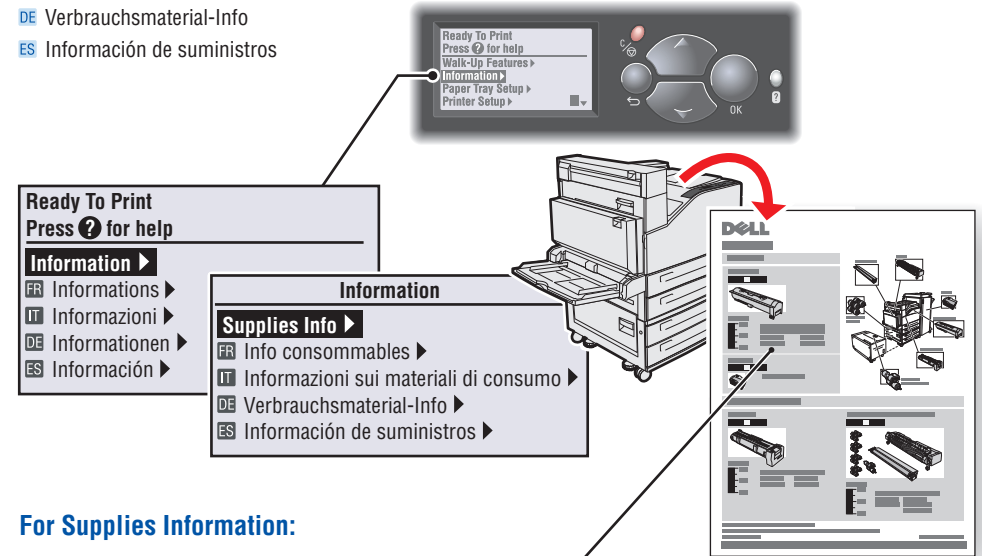 DE Verbrauchsmaterial-Info
ES Información de suministros
Ready To Print
Press ? for help
Walk-Up Features
Information
Paper Tray Setup
Printer Setup
C/
OK
?
Ready To Print
Press ? for help
Information
FR Informations
IT Informazioni
DE Informationen
ES Información
Information
Supplies Info
FR Info consommables
IT Informazioni sui materiali di consumo
DE Verbrauchsmaterial-Info
ES Información de suministros
DELL
For Supplies Information: